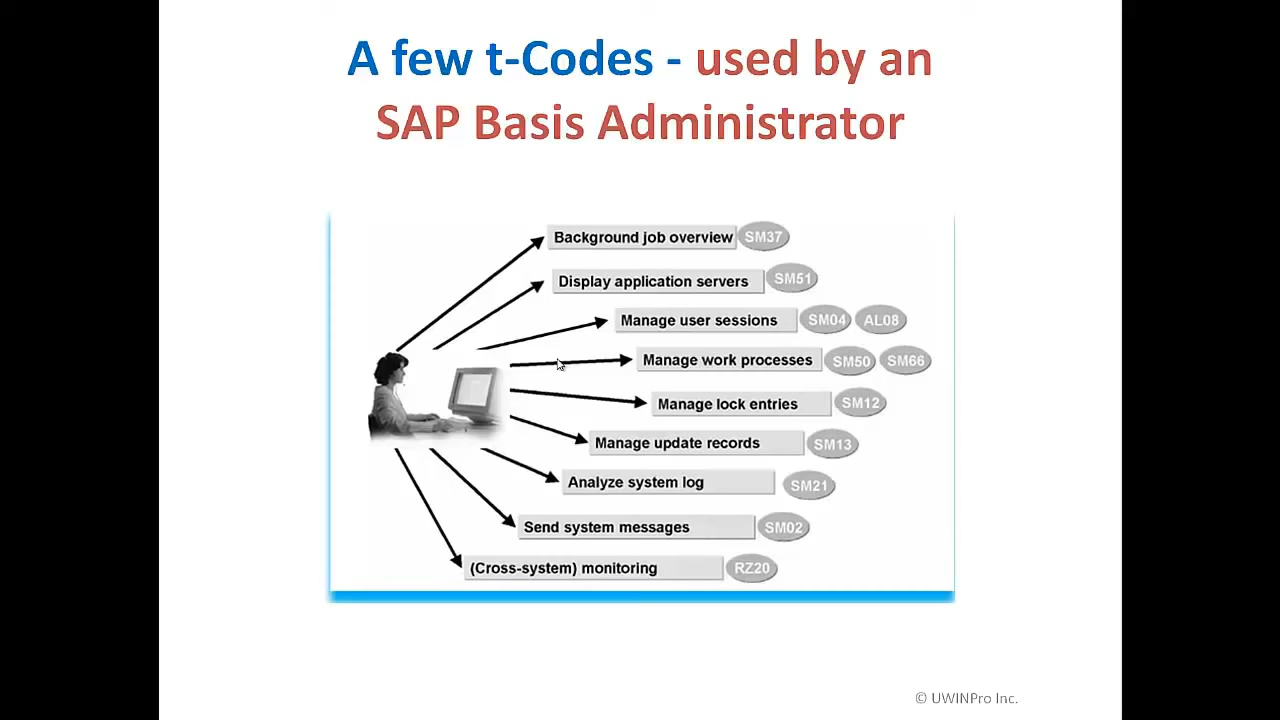 A few t-Codes - used by an
SAP Basis Administrator
Background job overview SM37
Display application servers SM51
Manage user sessions SM04 AL08
Manage work processes SM50 SM66
Manage lock entries SM12
Manage update records SM13
Analyze system log SM21
Send system messages SM02
(Cross-system) monitoring RZ20
© UWINPro Inc.